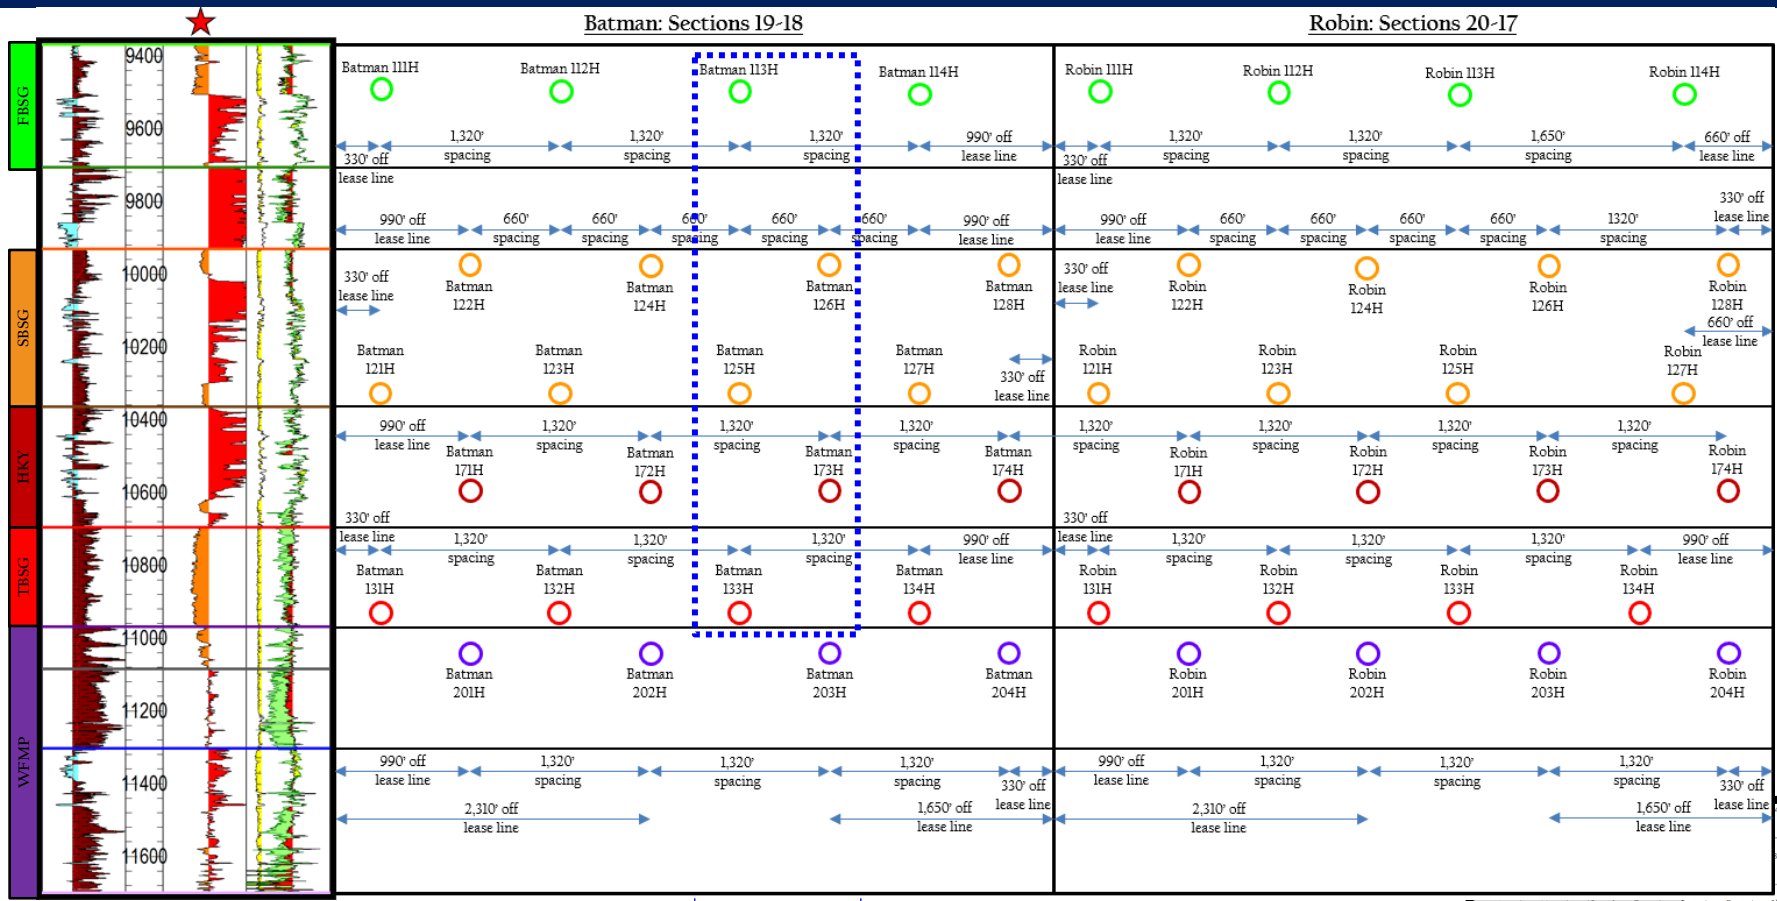 Batman: Sections 19-18
Robin: Sections 20-17
FBSG
SBSG
HKY
TBSG
WFMP
9400
9600
9800
10000
10200
10400
10600
10800
11000
11200
11400
11600
Batman 111H
Batman 112H
Batman 113H
Batman 114H
Robin 111H
Robin 112H
Robin 113H
Robin 114H
330' off
lease line
1,320'
spacing
1,320'
spacing
1,320'
spacing
990' off
lease line
330' off
lease line
1,320'
spacing
1,320'
spacing
1,650'
spacing
660' off
lease line
990' off
lease line
660'
spacing
660'
spacing
660'
spacing
660'
spacing
660'
spacing
990' off
lease line
990' off
lease line
660'
spacing
660'
spacing
660'
spacing
660'
spacing
1320'
spacing
330' off
lease line
330' off
lease line
Batman
122H
Batman
124H
Batman
126H
Batman
128H
330' off
lease line
Robin
122H
Robin
124H
Robin
126H
Robin
128H
660' off
lease line
Batman
121H
Batman
123H
Batman
125H
Batman
127H
330' off
lease line
Robin
121H
Robin
123H
Robin
125H
Robin
127H
990' off
lease line
1,320'
spacing
1,320'
spacing
1,320'
spacing
1,320'
spacing
1,320'
spacing
1,320'
spacing
1,320'
spacing
Batman
171H
Batman
172H
Batman
173H
Batman
174H
Robin
171H
Robin
172H
Robin
173H
Robin
174H
330' off
lease line
1,320'
spacing
1,320'
spacing
1,320'
spacing
990' off
lease line
330' off
lease line
1,320'
spacing
1,320'
spacing
1,320'
spacing
990' off
lease line
Batman
131H
Batman
132H
Batman
133H
Batman
134H
Robin
131H
Robin
132H
Robin
133H
Robin
134H
Batman
201H
Batman
202H
Batman
203H
Batman
204H
Robin
201H
Robin
202H
Robin
203H
Robin
204H
990' off
lease line
1,320'
spacing
1,320'
spacing
1,320'
spacing
330' off
lease line
990' off
lease line
1,320'
spacing
1,320'
spacing
1,320'
spacing
330' off
lease line
2,310' off
lease line
1,650' off
lease line
2,310' off
lease line
1,650' off
lease line